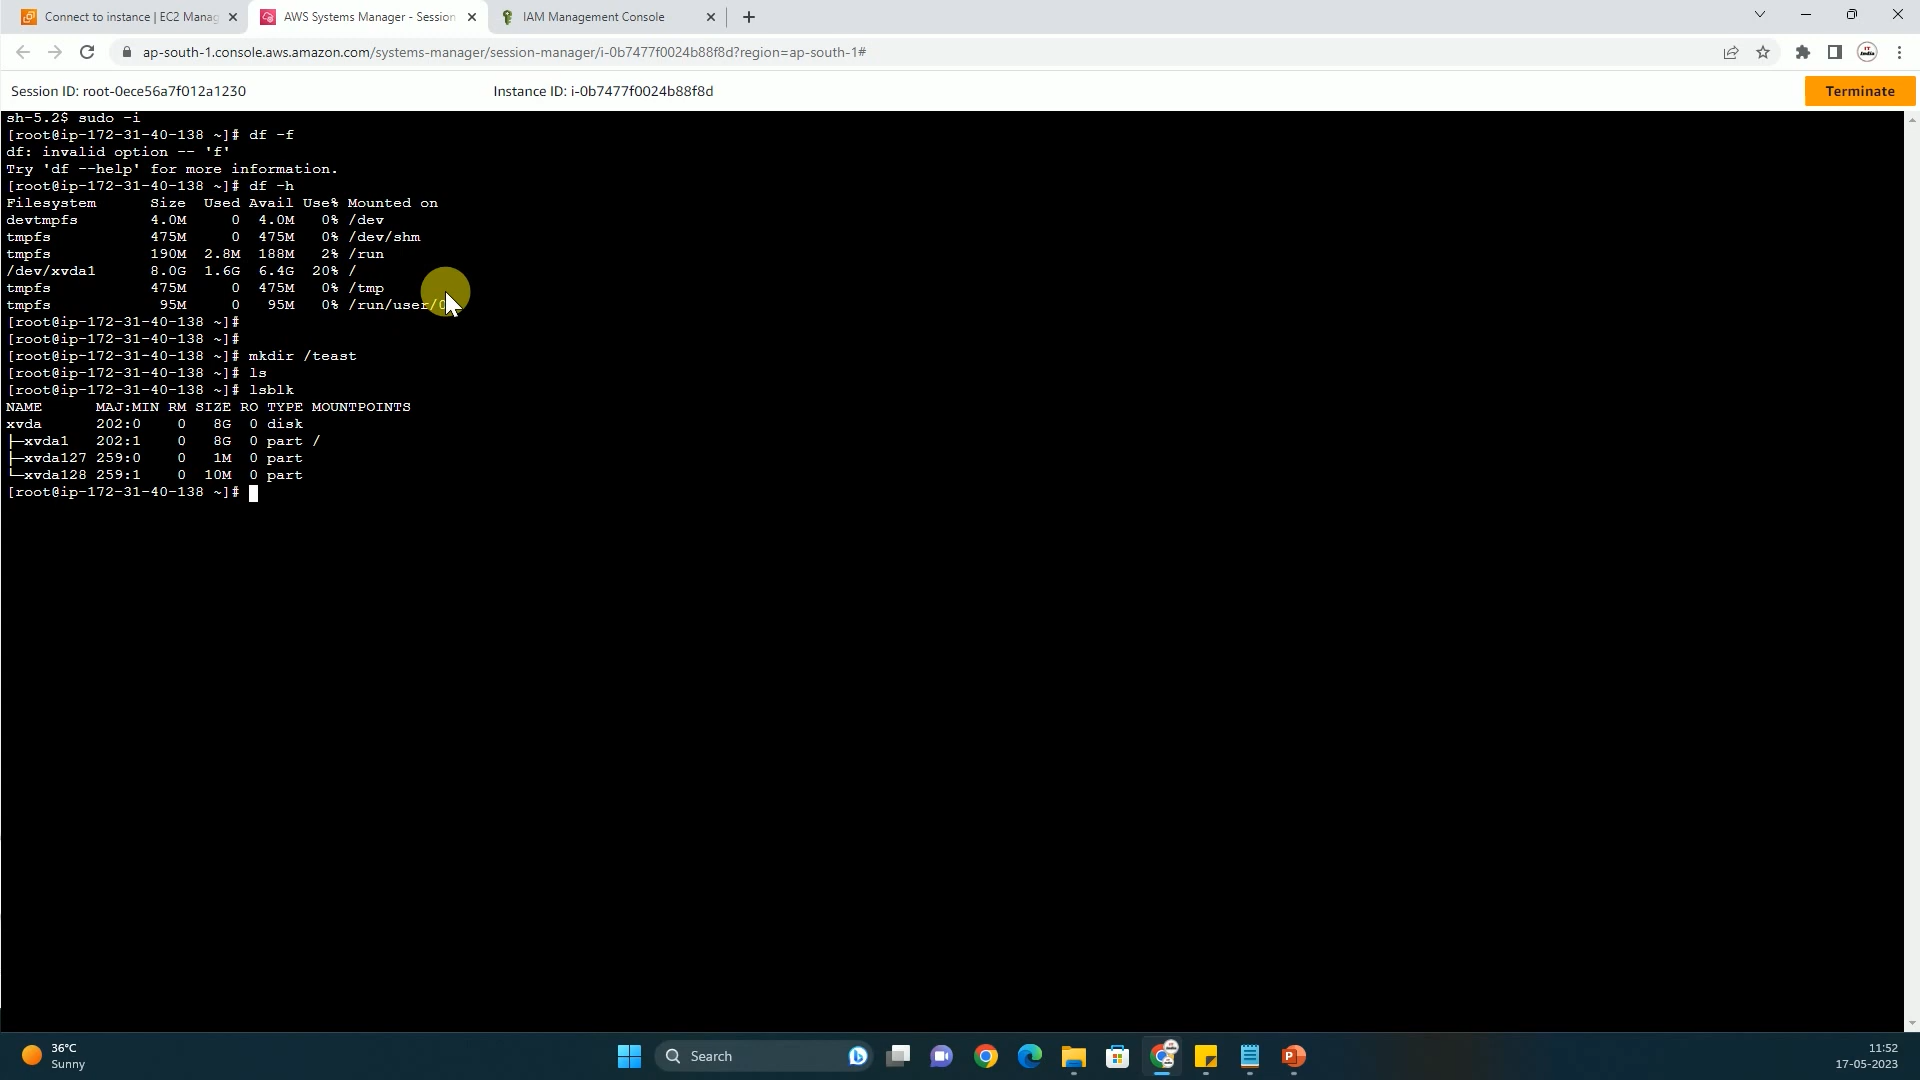 Connect to instance | EC2 Manag
AWS Systems Manager - Session
IAM Management Console
ap-south-1.console.aws.amazon.com/systems-manager/session-manager/i-0b7477f0024b88f8d?region=ap-south-1#
Session ID: root-0ece56a7f012a1230
Instance ID: i-0b7477f0024b88f8d
Terminate
sh-5.2$ sudo -i
[root@ip-172-31-40-138 ~]# df -f
df: invalid option -- 'f'
Try 'df --help' for more information.
[root@ip-172-31-40-138 ~]# df -h
Filesystem Size Used Avail Use% Mounted on
devtmpfs 4.0M 0 4.0M 0% /dev
tmpfs 475M 0 475M 0% /dev/shm
tmpfs 190M 2.8M 188M 2% /run
/dev/xvda1 8.0G 1.6G 6.4G 20% /
tmpfs 475M 0 475M 0% /tmp
tmpfs 95M 0 95M 0% /run/user/0
[root@ip-172-31-40-138 ~]#
[root@ip-172-31-40-138 ~]#
[root@ip-172-31-40-138 ~]# mkdir /teast
[root@ip-172-31-40-138 ~]# ls
[root@ip-172-31-40-138 ~]# lsblk
NAME MAJ:MIN RM SIZE RO TYPE MOUNTPOINTS
xvda 202:0 0 8G 0 disk
├─xvda1 202:1 0 8G 0 part /
├─xvda127 259:0 0 1M 0 part
└─xvda128 259:1 0 10M 0 part
[root@ip-172-31-40-138 ~]#
36°C
Sunny
Search
11:52
17-05-2023